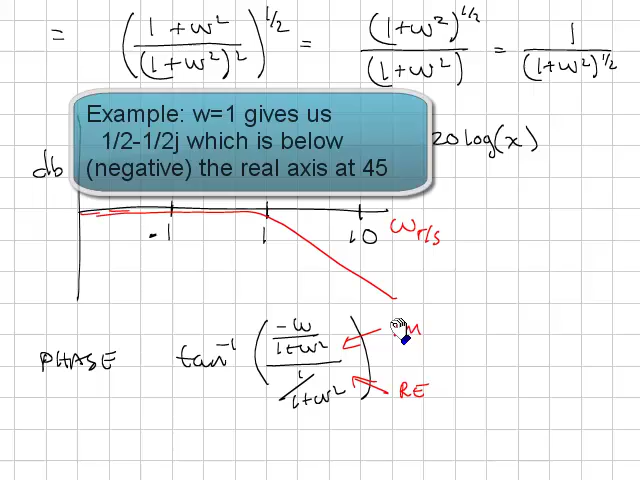 = ((1+w²)/((1+w²)²))^1/2 = (1+w²)^1/2/(1+w²) = 1/(1+w²)^1/2
Example: w=1 gives us
1/2-1/2j which is below
(negative) the real axis at 45
20 log(x)
db
.1 1 10 ω r/s
PHASE tan⁻¹ ((-w/(1+w²))/(1/(1+w²)))
RE